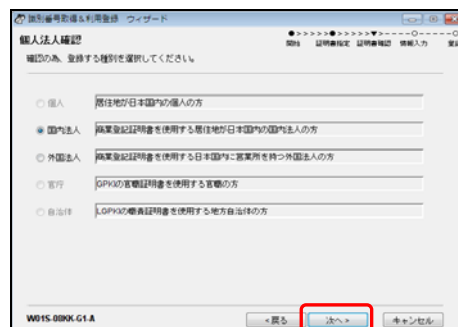 識別番号取得&利用登録 ウィザード
個人法人確認
確認の為、登録する種別を選択してください。
●>>>>>●>>>>>▼>-----○-----○
開始 証明書指定 証明書確認 情報入力
個人 居住地が日本国内の個人の方
国内法人 商業登記証明書を使用する居住地が日本国内の国内法人の方
外国法人 商業登記証明書を使用する日本国内に営業所を持つ外国法人の方
官庁 GPKIの官職証明書を使用する官職の方
自治体 LGPKIの職責証明書を使用する地方自治体の方
W01S-08KK-G1-A
<戻る 次へ> キャンセル